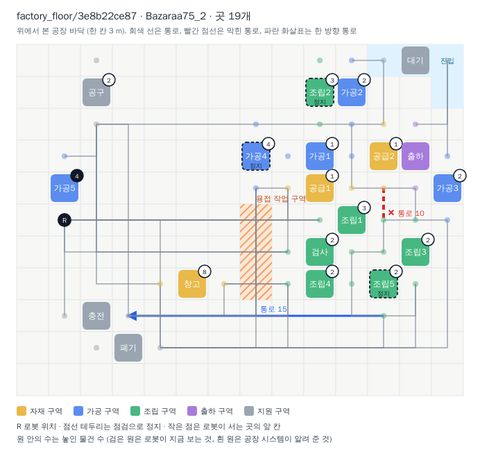 factory_floor/3e8b22ce87 · Bazaraa75_2 · 곳 19개
위에서 본 공장 바닥 (한 칸 3 m). 회색 선은 통로, 빨간 점선은 막힌 통로, 파란 화살표는 한 방향 통로
대기
진입
공구
2
조립2
3
정지
가공2
1
가공4
4
정지
가공1
1
공급2
1
출하
가공5
4
공급1
1
가공3
2
용접 작업 구역
R
조립1
3
✕ 통로 10
검사
2
조립3
2
창고
8
조립4
2
조립5
2
정지
충전
통로 15
폐기
자재 구역
가공 구역
조립 구역
출하 구역
지원 구역
R 로봇 위치 · 점선 테두리는 점검으로 정지 · 작은 점은 로봇이 서는 곳의 앞 칸
원 안의 수는 놓인 물건 수 (검은 원은 로봇이 지금 보는 것, 흰 원은 공장 시스템이 알려 준 것)